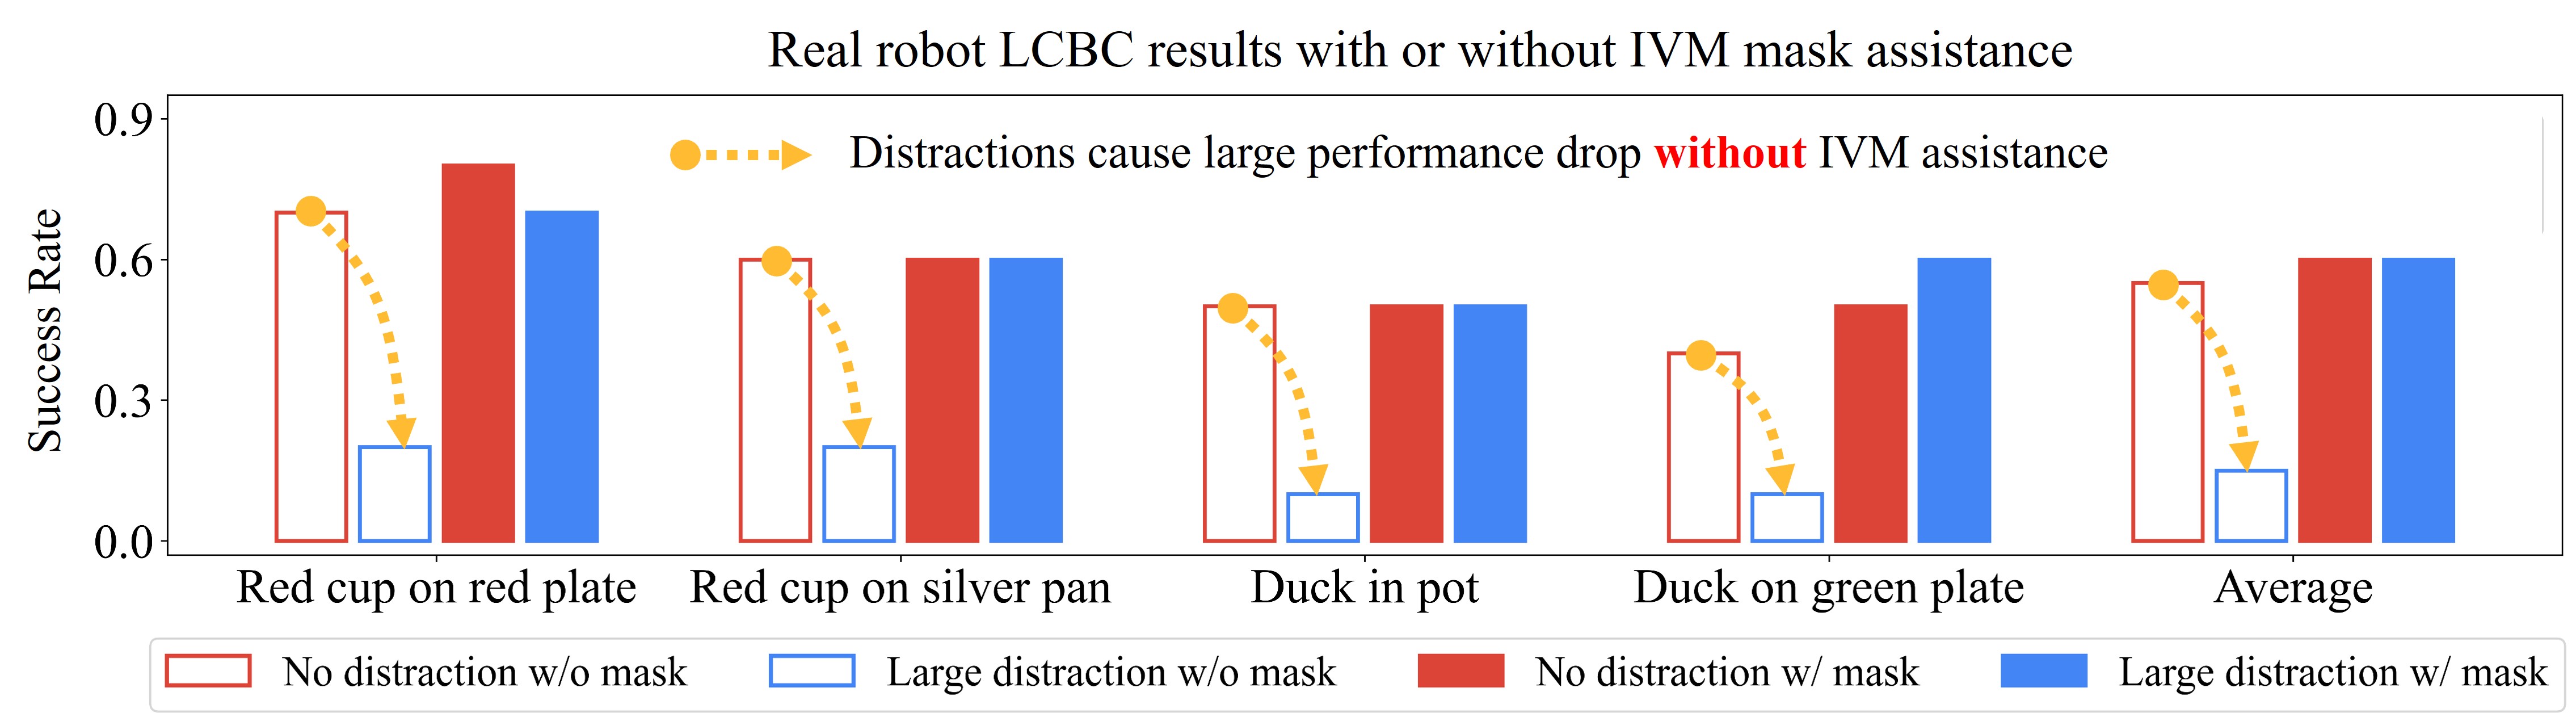 Real robot LCBC results with or without IVM mask assistance
Distractions cause large performance drop without IVM assistance
Success Rate
0.9
0.6
0.3
0.0
Red cup on red plate
Red cup on silver pan
Duck in pot
Duck on green plate
Average
No distraction w/o mask
Large distraction w/o mask
No distraction w/ mask
Large distraction w/ mask